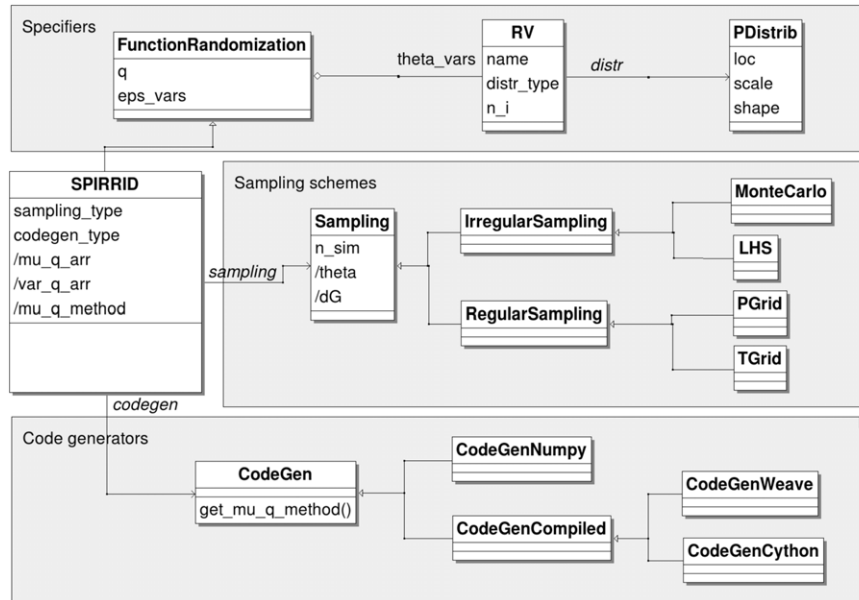 Specifiers
FunctionRandomization
q
eps_vars
theta_vars
RV
name
distr_type
n_i
distr
PDistrib
loc
scale
shape
SPIRRID
sampling_type
codegen_type
/mu_q_arr
/var_q_arr
/mu_q_method
sampling
codegen
Sampling schemes
Sampling
n_sim
/theta
/dG
IrregularSampling
RegularSampling
MonteCarlo
LHS
PGrid
TGrid
Code generators
CodeGen
get_mu_q_method()
CodeGenNumpy
CodeGenCompiled
CodeGenWeave
CodeGenCython